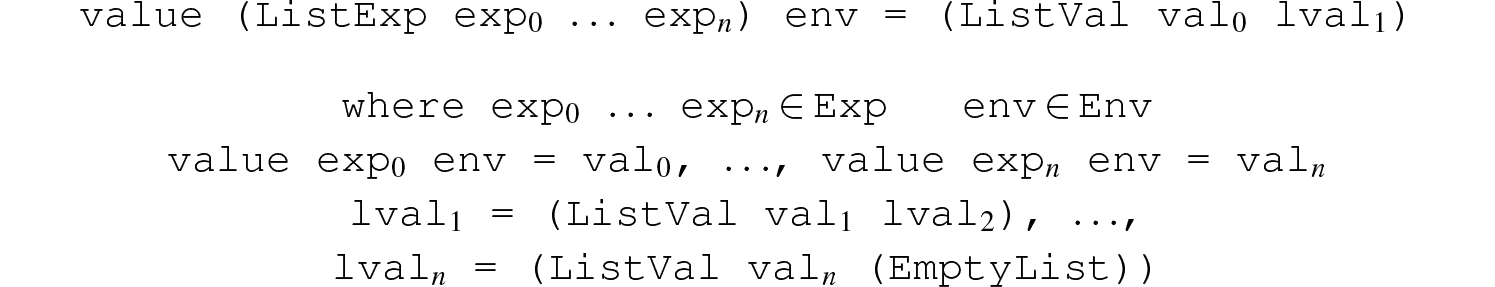 value (ListExp exp₀ ... expₙ) env = (ListVal val₀ lval₁)
where exp₀ ... expₙ∈Exp env∈Env
value exp₀ env = val₀, ..., value expₙ env = valₙ
lval₁ = (ListVal val₁ lval₂), ...,
lvalₙ = (ListVal valₙ (EmptyList))